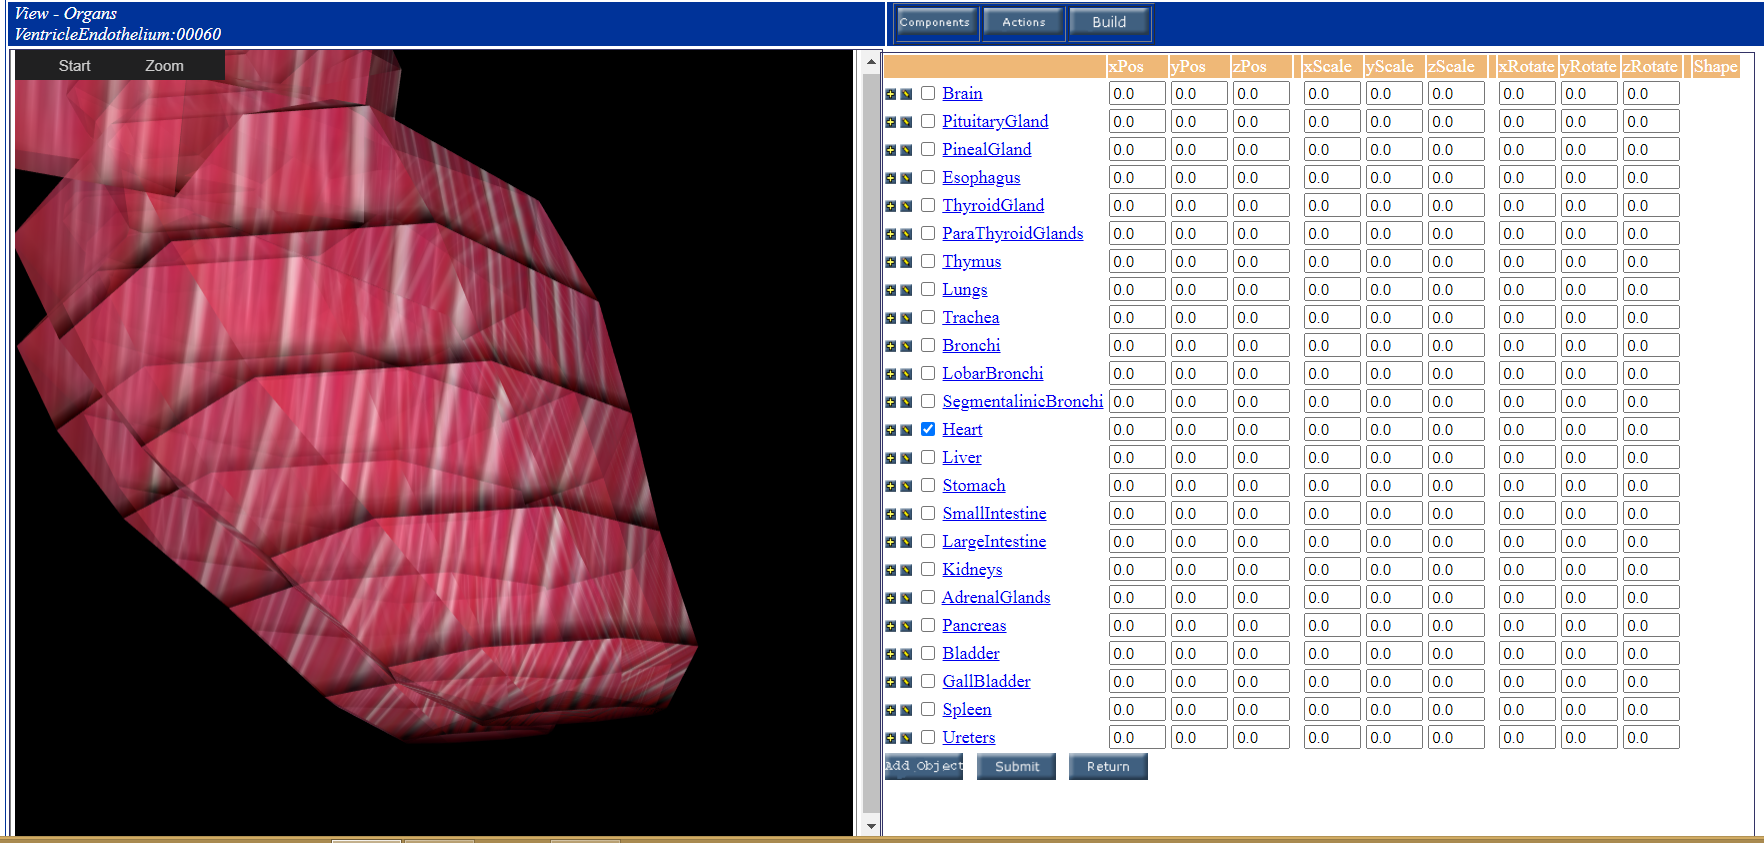 View - Organs
VentricleEndothelium:00060
Components Actions Build
Start Zoom
xPos yPos zPos xScale yScale zScale xRotate yRotate zRotate Shape
Brain 0.0 0.0 0.0 0.0 0.0 0.0 0.0 0.0 0.0
PituitaryGland 0.0 0.0 0.0 0.0 0.0 0.0 0.0 0.0 0.0
PinealGland 0.0 0.0 0.0 0.0 0.0 0.0 0.0 0.0 0.0
Esophagus 0.0 0.0 0.0 0.0 0.0 0.0 0.0 0.0 0.0
ThyroidGland 0.0 0.0 0.0 0.0 0.0 0.0 0.0 0.0 0.0
ParaThyroidGlands 0.0 0.0 0.0 0.0 0.0 0.0 0.0 0.0 0.0
Thymus 0.0 0.0 0.0 0.0 0.0 0.0 0.0 0.0 0.0
Lungs 0.0 0.0 0.0 0.0 0.0 0.0 0.0 0.0 0.0
Trachea 0.0 0.0 0.0 0.0 0.0 0.0 0.0 0.0 0.0
Bronchi 0.0 0.0 0.0 0.0 0.0 0.0 0.0 0.0 0.0
LobarBronchi 0.0 0.0 0.0 0.0 0.0 0.0 0.0 0.0 0.0
SegmentalinicBronchi 0.0 0.0 0.0 0.0 0.0 0.0 0.0 0.0 0.0
Heart 0.0 0.0 0.0 0.0 0.0 0.0 0.0 0.0 0.0
Liver 0.0 0.0 0.0 0.0 0.0 0.0 0.0 0.0 0.0
Stomach 0.0 0.0 0.0 0.0 0.0 0.0 0.0 0.0 0.0
SmallIntestine 0.0 0.0 0.0 0.0 0.0 0.0 0.0 0.0 0.0
LargeIntestine 0.0 0.0 0.0 0.0 0.0 0.0 0.0 0.0 0.0
Kidneys 0.0 0.0 0.0 0.0 0.0 0.0 0.0 0.0 0.0
AdrenalGlands 0.0 0.0 0.0 0.0 0.0 0.0 0.0 0.0 0.0
Pancreas 0.0 0.0 0.0 0.0 0.0 0.0 0.0 0.0 0.0
Bladder 0.0 0.0 0.0 0.0 0.0 0.0 0.0 0.0 0.0
GallBladder 0.0 0.0 0.0 0.0 0.0 0.0 0.0 0.0 0.0
Spleen 0.0 0.0 0.0 0.0 0.0 0.0 0.0 0.0 0.0
Ureters 0.0 0.0 0.0 0.0 0.0 0.0 0.0 0.0 0.0
Add Object Submit Return